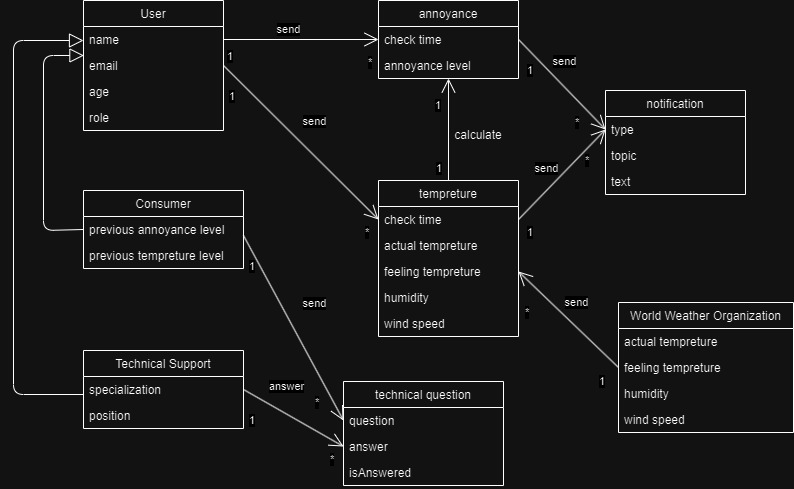 User
name
email
age
role
send
1
*
annoyance
check time
annoyance level
1
send
*
1
send
*
notification
type
topic
text
1
calculate
1
send
*
1
tempreture
check time
actual tempreture
feeling tempreture
humidity
wind speed
Consumer
previous annoyance level
previous tempreture level
1
send
*
send
*
1
World Weather Organization
actual tempreture
feeling tempreture
humidity
wind speed
Technical Support
specialization
position
answer
1
*
technical question
question
answer
isAnswered